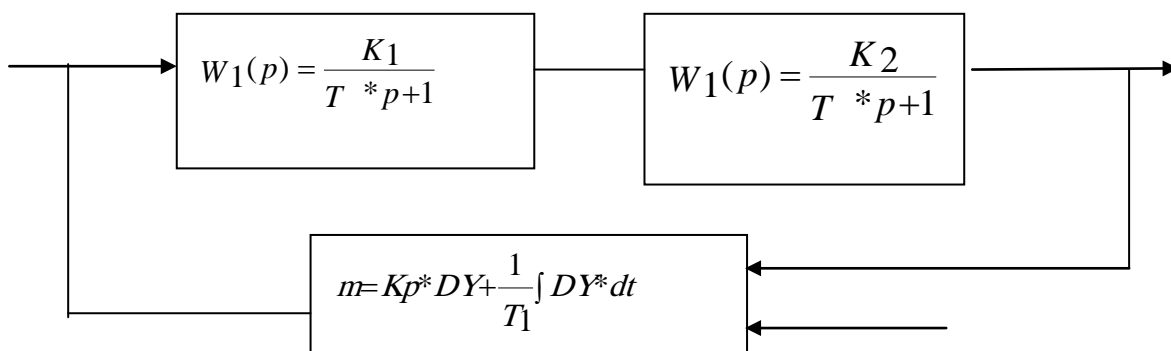 W1(p) = K1 / (T *p+1)
W1(p) = K2 / (T *p+1)
m=Kp*DY+ 1/T1 ∫ DY*dt